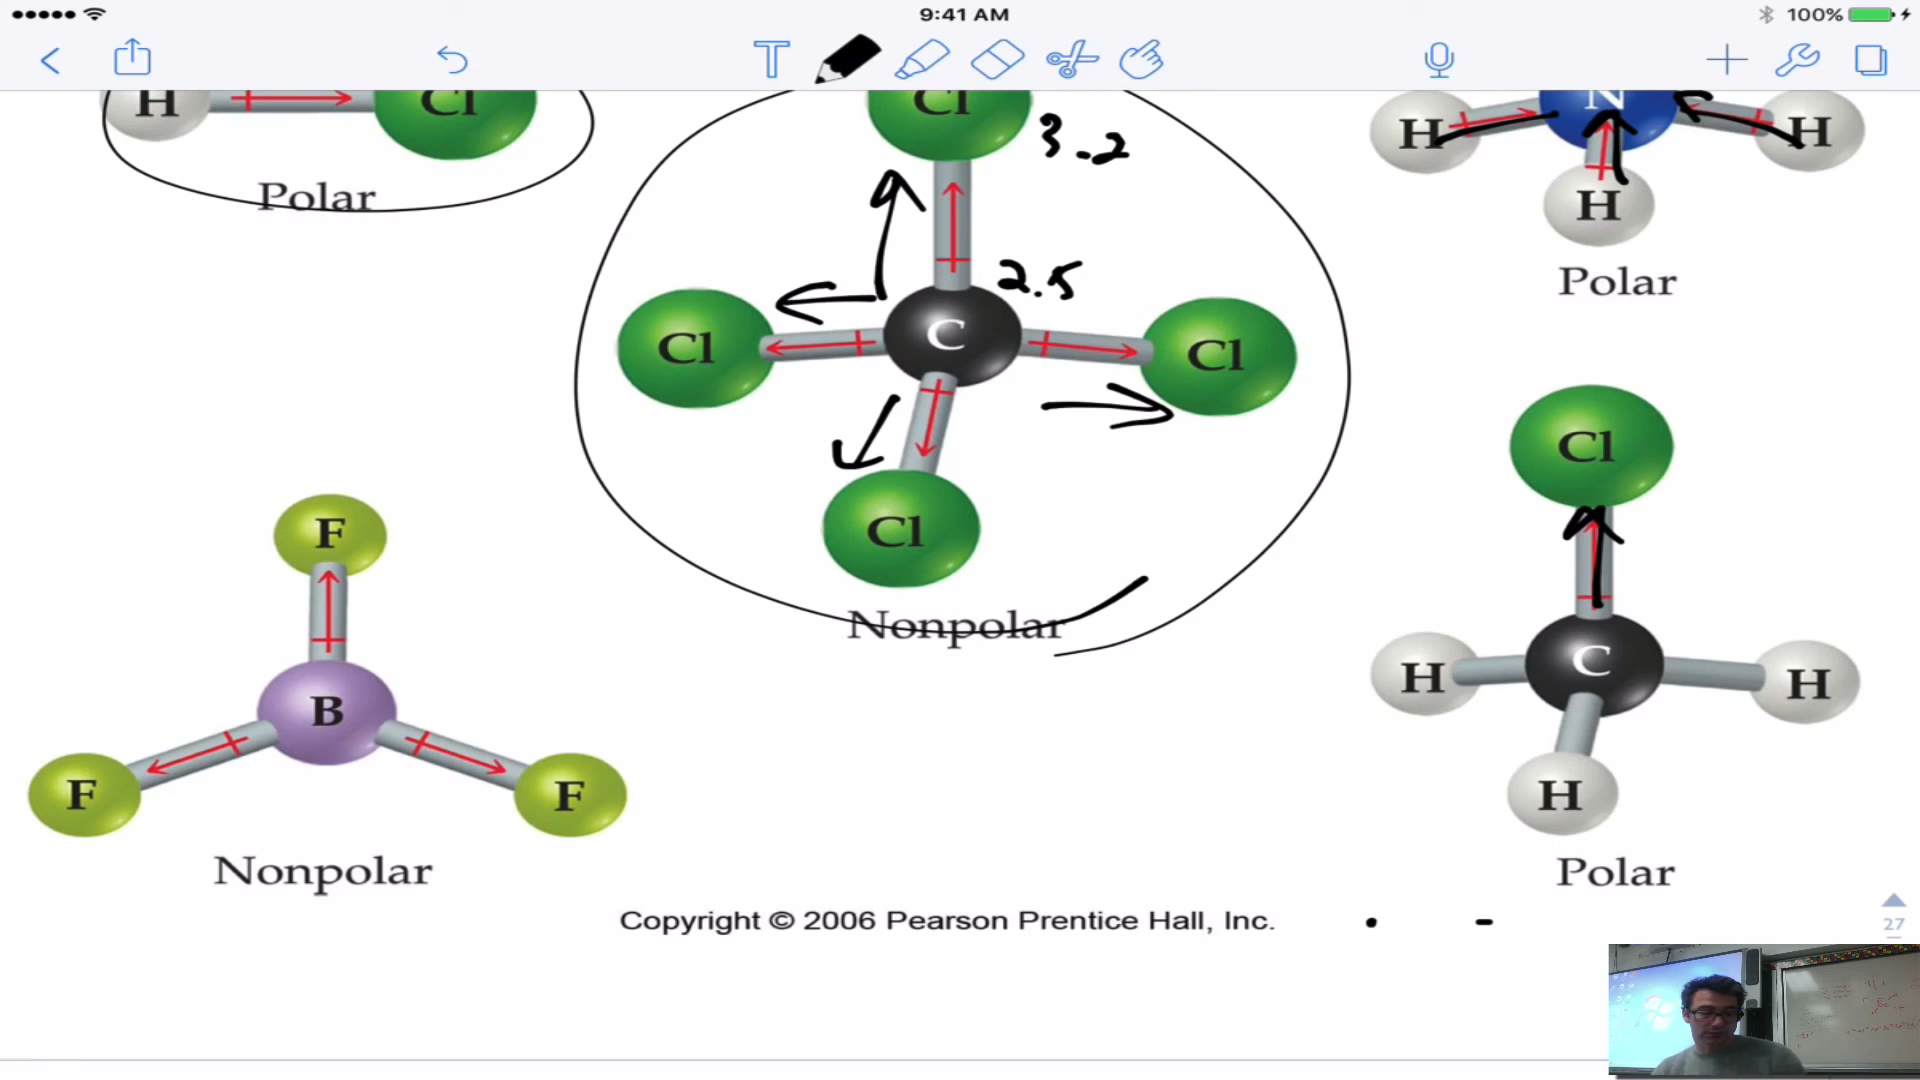 9:41 AM
100%
T
H Cl
Polar
Cl
3.2
2.5
Cl C Cl
Cl
Nonpolar
N
H H
H
Polar
F
B
F F
Nonpolar
Cl
C
H H
H
Polar
Copyright © 2006 Pearson Prentice Hall, Inc.
27